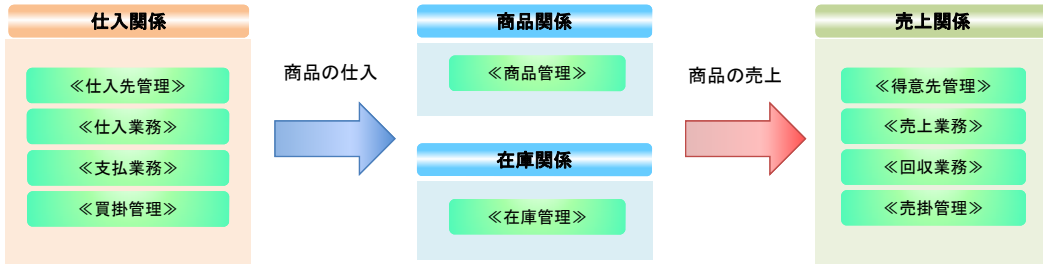 仕入関係
≪仕入先管理≫
≪仕入業務≫
≪支払業務≫
≪買掛管理≫
商品の仕入
商品関係
≪商品管理≫
在庫関係
≪在庫管理≫
商品の売上
売上関係
≪得意先管理≫
≪売上業務≫
≪回収業務≫
≪売掛管理≫